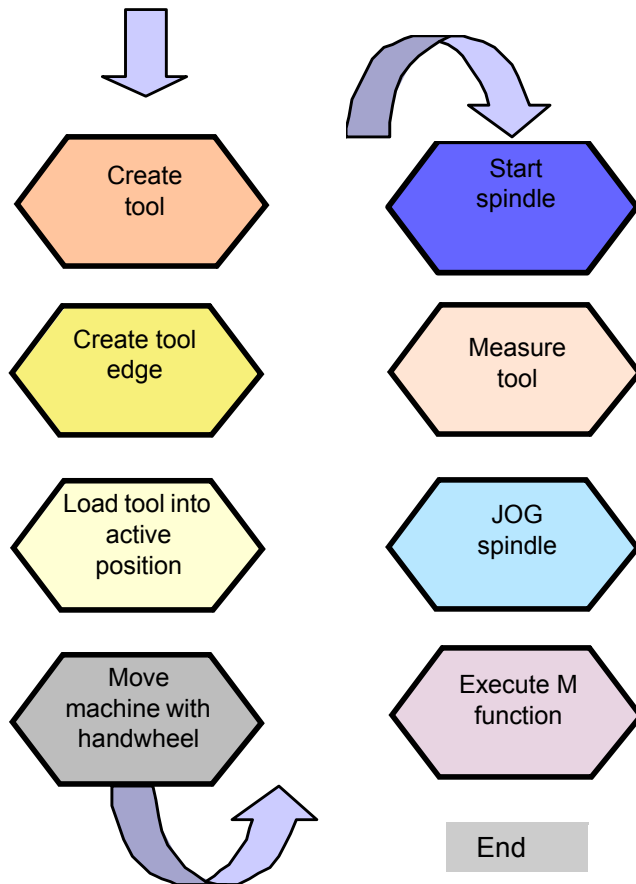 Create
tool
Create tool
edge
Load tool into
active
position
Move
machine with
handwheel
Start
spindle
Measure
tool
JOG
spindle
Execute M
function
End